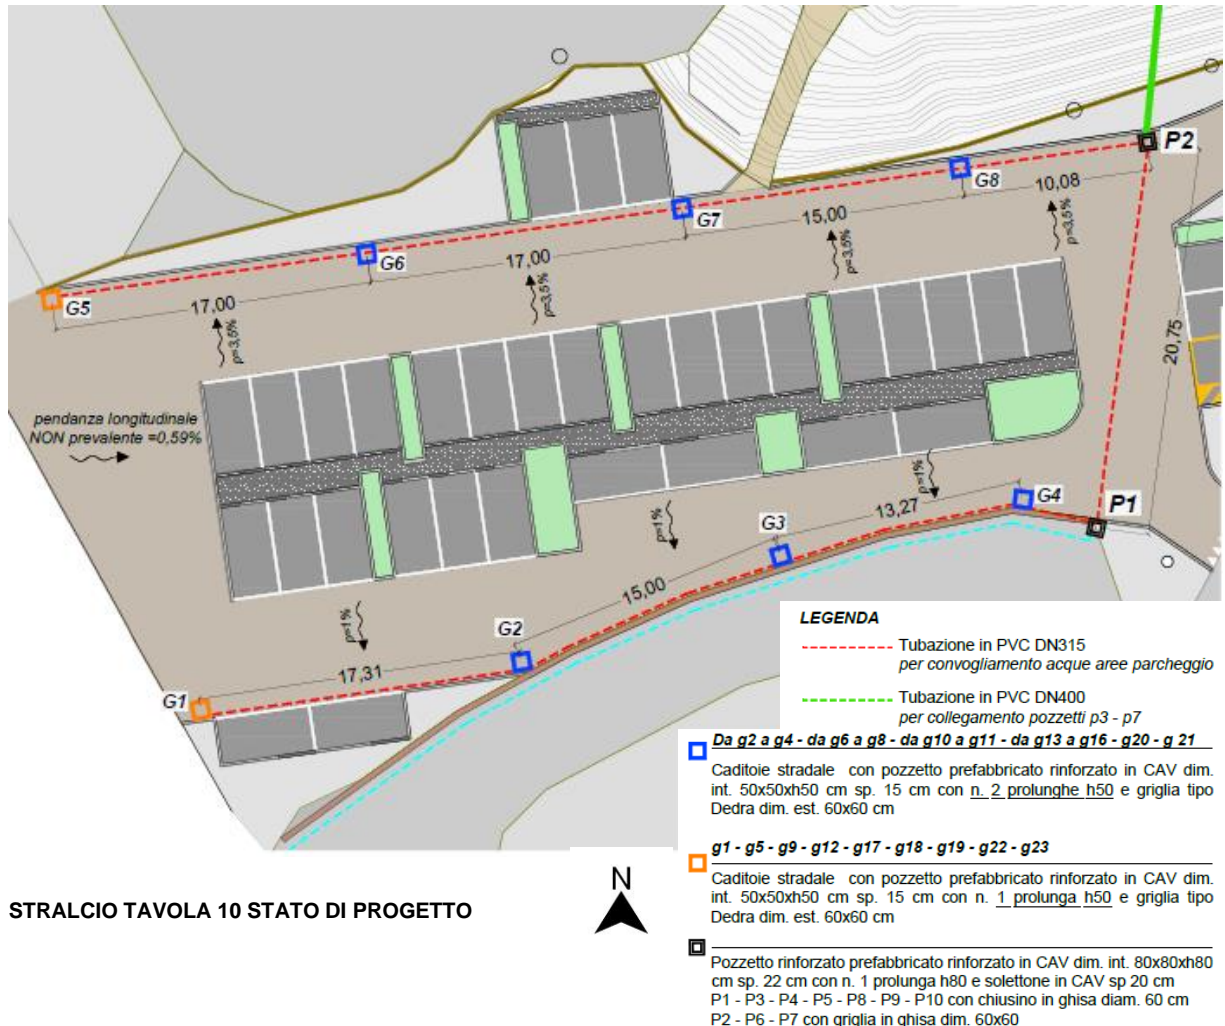 P2
G8
10,08
G7
15,00
G6
17,00
G5
17,00
ρ=3,5%
ρ=3,5%
ρ=3,5%
ρ=3,5%
20,75
pendanza longitudinale
NON prevalente =0,59%
ρ=1%
ρ=1%
ρ=1%
G4
P1
13,27
G3
15,00
G2
17,31
G1
LEGENDA
Tubazione in PVC DN315
per convogliamento acque aree parcheggio
Tubazione in PVC DN400
per collegamento pozzetti p3 - p7
Da g2 a g4 - da g6 a g8 - da g10 a g11 - da g13 a g16 - g20 - g 21
Caditoie stradale con pozzetto prefabbricato rinforzato in CAV dim.
int. 50x50xh50 cm sp. 15 cm con n. 2 prolunghe h50 e griglia tipo
Dedra dim. est. 60x60 cm
g1 - g5 - g9 - g12 - g17 - g18 - g19 - g22 - g23
Caditoie stradale con pozzetto prefabbricato rinforzato in CAV dim.
int. 50x50xh50 cm sp. 15 cm con n. 1 prolunga h50 e griglia tipo
Dedra dim. est. 60x60 cm
Pozzetto rinforzato prefabbricato rinforzato in CAV dim. int. 80x80xh80
cm sp. 22 cm con n. 1 prolunga h80 e solettone in CAV sp 20 cm
P1 - P3 - P4 - P5 - P8 - P9 - P10 con chiusino in ghisa diam. 60 cm
P2 - P6 - P7 con griglia in ghisa dim. 60x60
N
STRALCIO TAVOLA 10 STATO DI PROGETTO